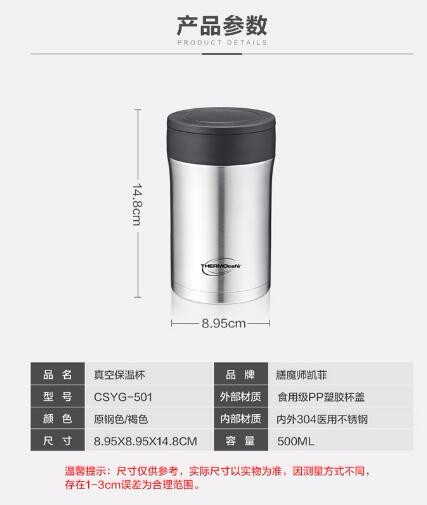 产品参数
PRODUCT DETAILS
14.8cm
THERMOcafé
8.95cm
品 名 真空保温杯 品 牌 膳魔师凯菲
型 号 CSYG-501 外部材质 食用级PP塑胶杯盖
颜 色 原钢色/褐色 内部材质 内外304医用不锈钢
尺 寸 8.95X8.95X14.8CM 容 量 500ML
温馨提示：尺寸仅供参考，实际尺寸以实物为准，因测量方式不同，
存在1-3cm误差为合理范围。